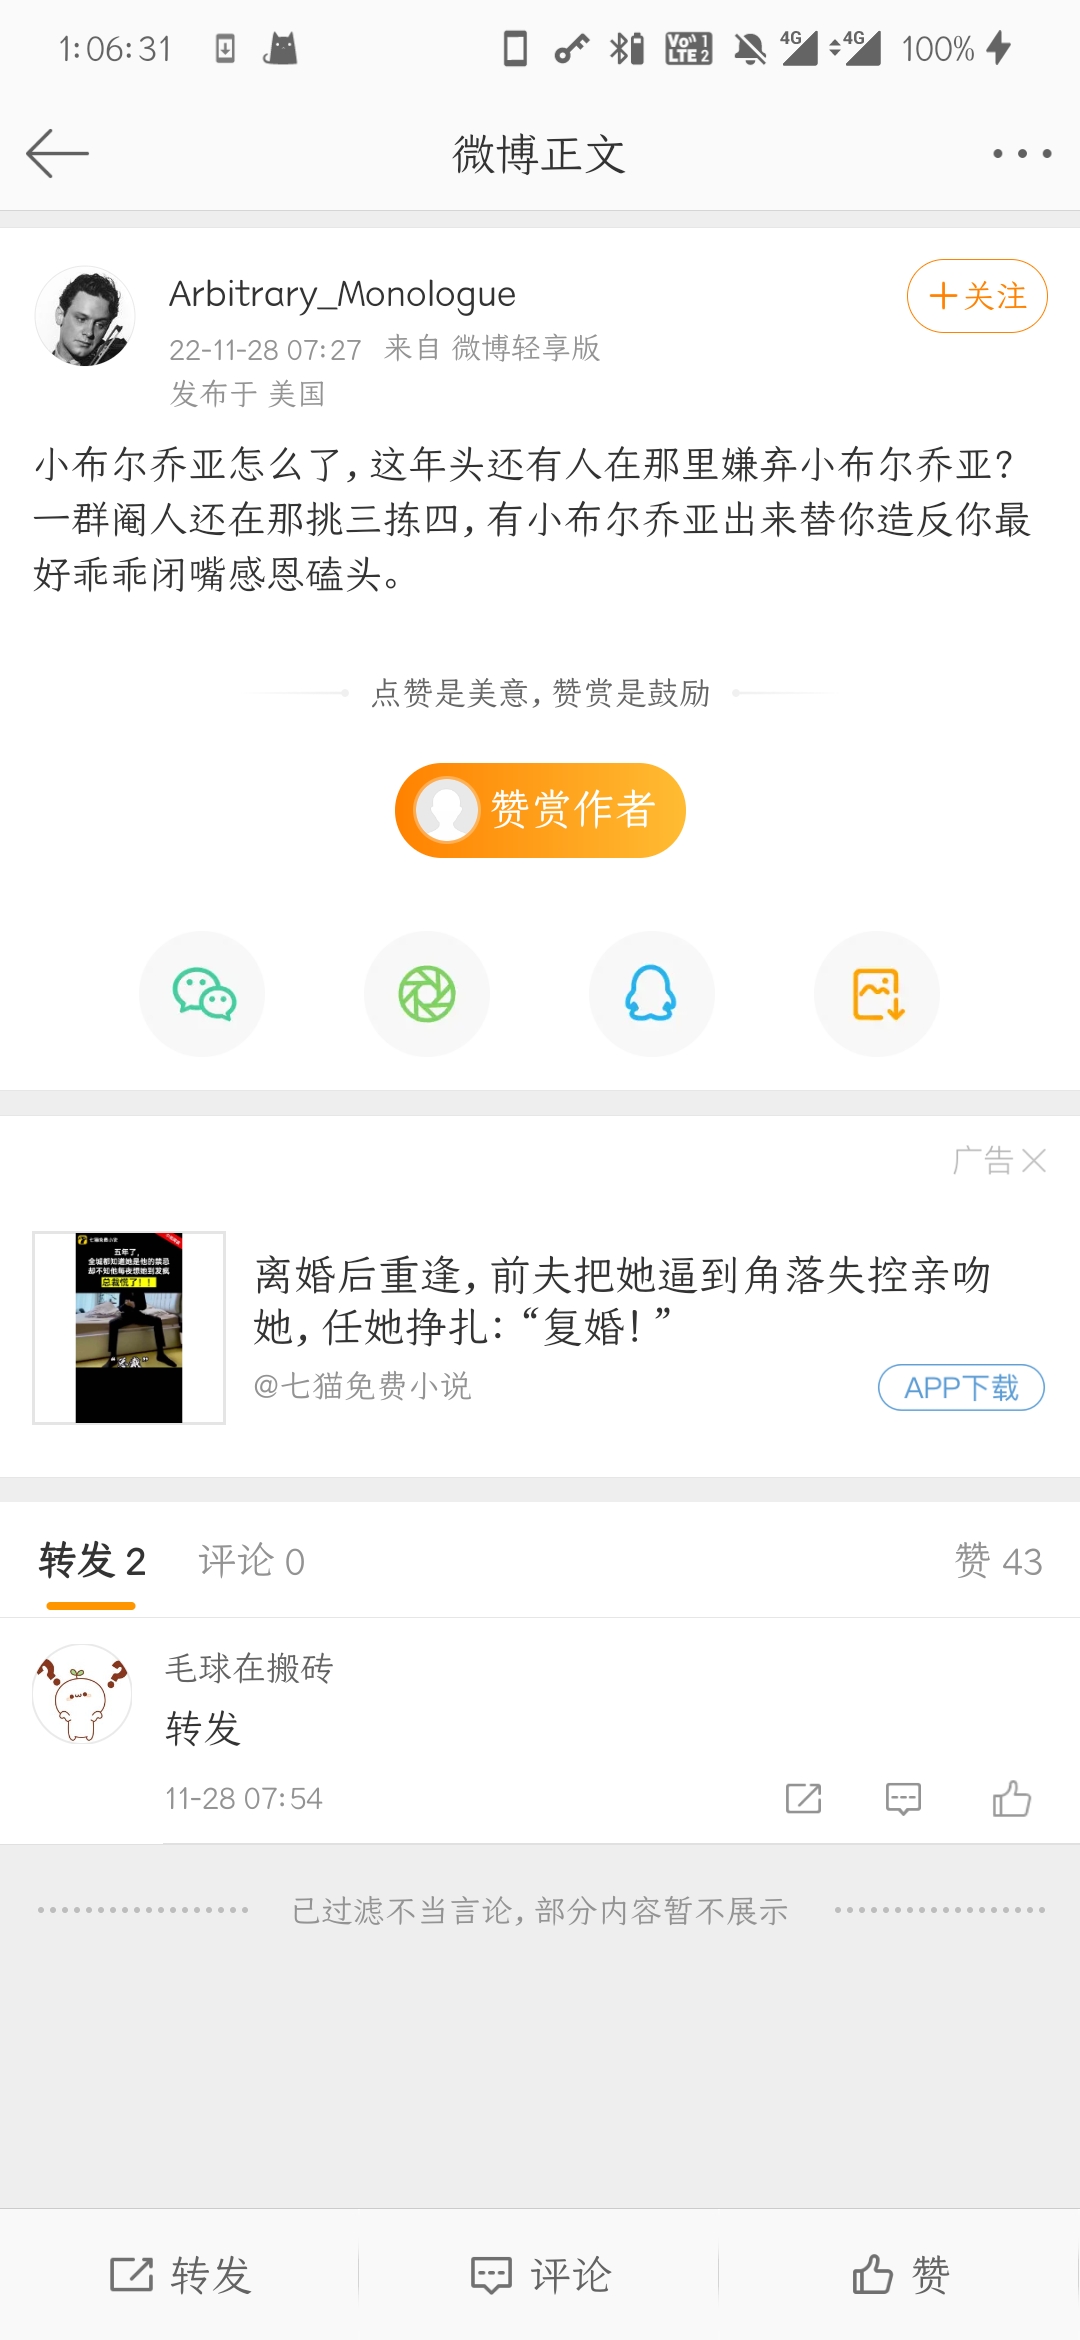 1:06:31
Vo 1
LTE 2
4G
4G
100%
微博正文
Arbitrary_Monologue
+关注
22-11-28 07:27 来自 微博轻享版
发布于 美国
小布尔乔亚怎么了,这年头还有人在那里嫌弃小布尔乔亚?
一群阉人还在那挑三拣四,有小布尔乔亚出来替你造反你最
好乖乖闭嘴感恩磕头。
点赞是美意,赞赏是鼓励
赞赏作者
广告
七猫免费小说
五年了,
全城都知道她是他的禁忌
却不知他每夜想她到发疯
总裁慌了!!
离婚后重逢,前夫把她逼到角落失控亲吻
她,任她挣扎:“复婚!”
@七猫免费小说
APP下载
转发 2
评论 0
赞 43
毛球在搬砖
转发
11-28 07:54
已过滤不当言论,部分内容暂不展示
转发
评论
赞